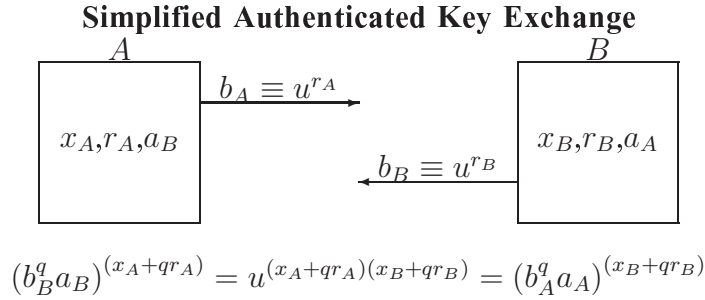 Simplified Authenticated Key Exchange
A B
b_A ≡ u^{r_A}
x_A,r_A,a_B x_B,r_B,a_A
b_B ≡ u^{r_B}
(b_B^q a_B)^{(x_A+qr_A)} = u^{(x_A+qr_A)(x_B+qr_B)} = (b_A^q a_A)^{(x_B+qr_B)}